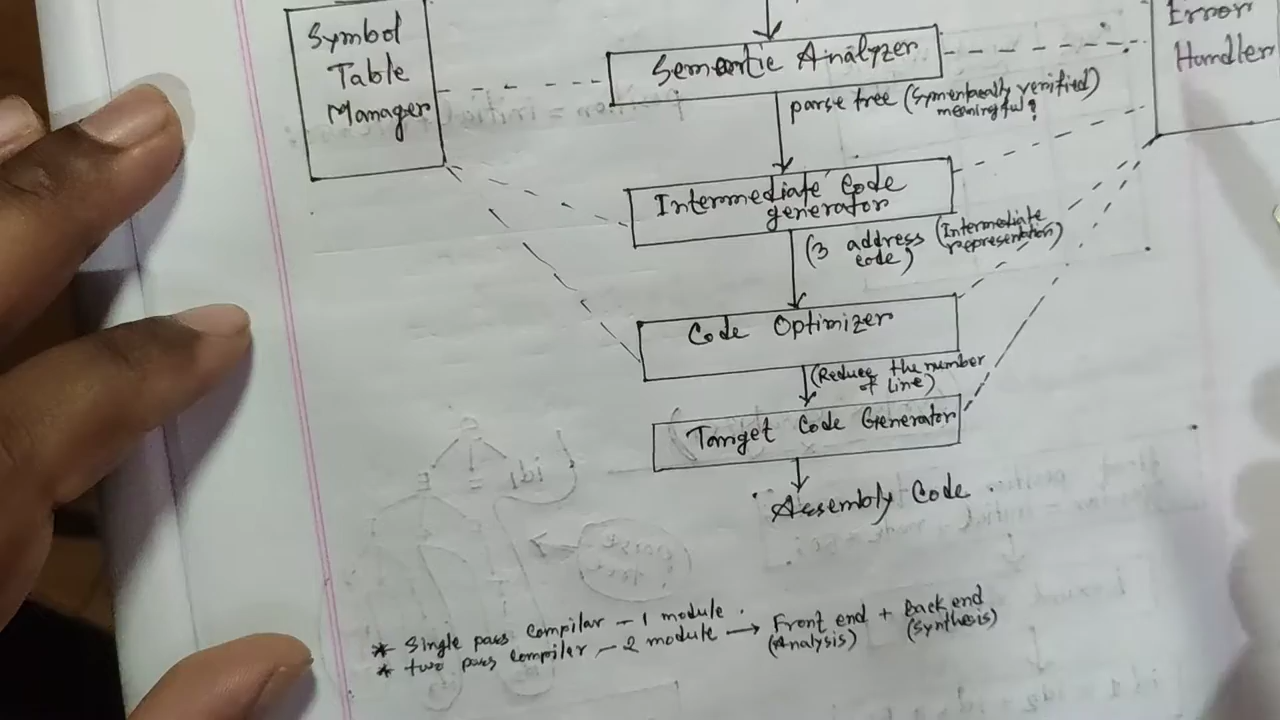 Symbol
Table
Manager
Error
Handler
Semantic Analyzer
parse tree (Symentically verified)
meaningful?
Intermediate Code
generator
(3 address
code)
(Intermediate
representation)
Code Optimizer
(Reduce the number
of line)
Target Code Generator
Assembly Code
* Single pass compilar - 1 module
* two pass compiler - 2 module → Front end + Back end
(Analysis) (Synthesis)